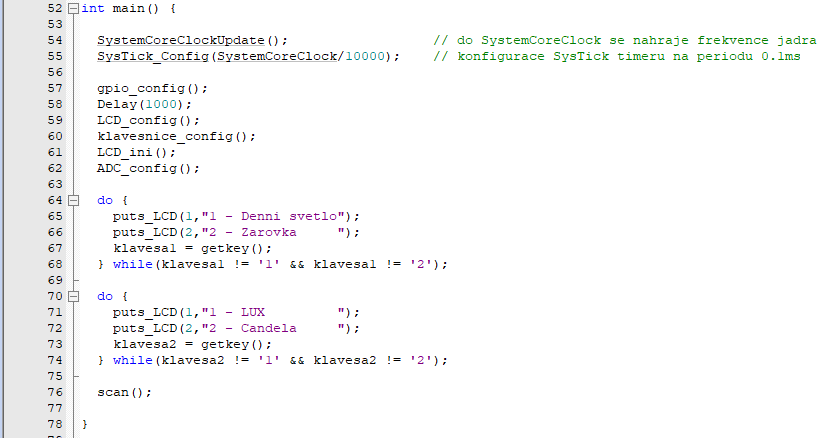 52 int main() {
53
54 SystemCoreClockUpdate(); // do SystemCoreClock se nahraje frekvence jadra
55 SysTick_Config(SystemCoreClock/10000); // konfigurace SysTick timeru na periodu 0.1ms
56
57 gpio_config();
58 Delay(1000);
59 LCD_config();
60 klavesnice_config();
61 LCD_ini();
62 ADC_config();
63
64 do {
65 puts_LCD(1,"1 - Denni svetlo");
66 puts_LCD(2,"2 - Zarovka     ");
67 klavesa1 = getkey();
68 } while(klavesa1 != '1' && klavesa1 != '2');
69
70 do {
71 puts_LCD(1,"1 - LUX         ");
72 puts_LCD(2,"2 - Candela     ");
73 klavesa2 = getkey();
74 } while(klavesa2 != '1' && klavesa2 != '2');
75
76 scan();
77
78 }